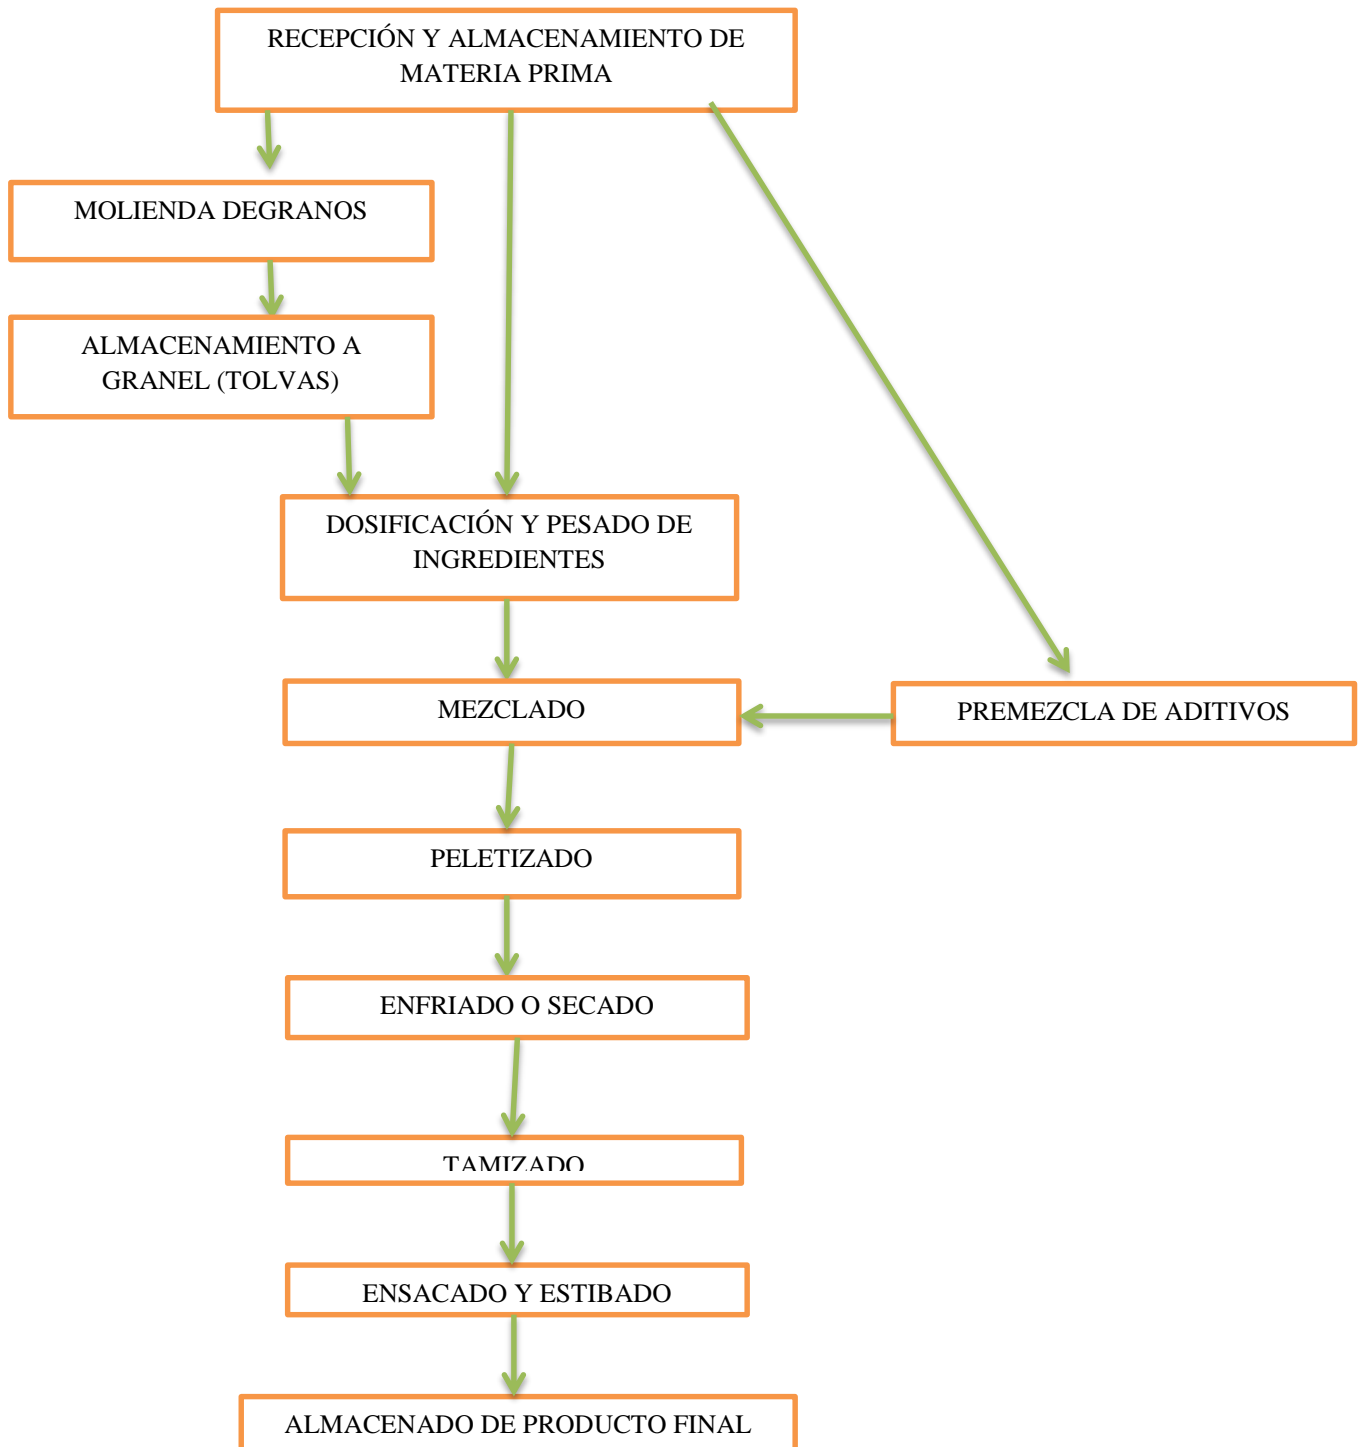 RECEPCIÓN Y ALMACENAMIENTO DE
MATERIA PRIMA
MOLIENDA DEGRANOS
ALMACENAMIENTO A
GRANEL (TOLVAS)
DOSIFICACIÓN Y PESADO DE
INGREDIENTES
MEZCLADO
PREMEZCLA DE ADITIVOS
PELETIZADO
ENFRIADO O SECADO
TAMIZADO
ENSACADO Y ESTIBADO
ALMACENADO DE PRODUCTO FINAL